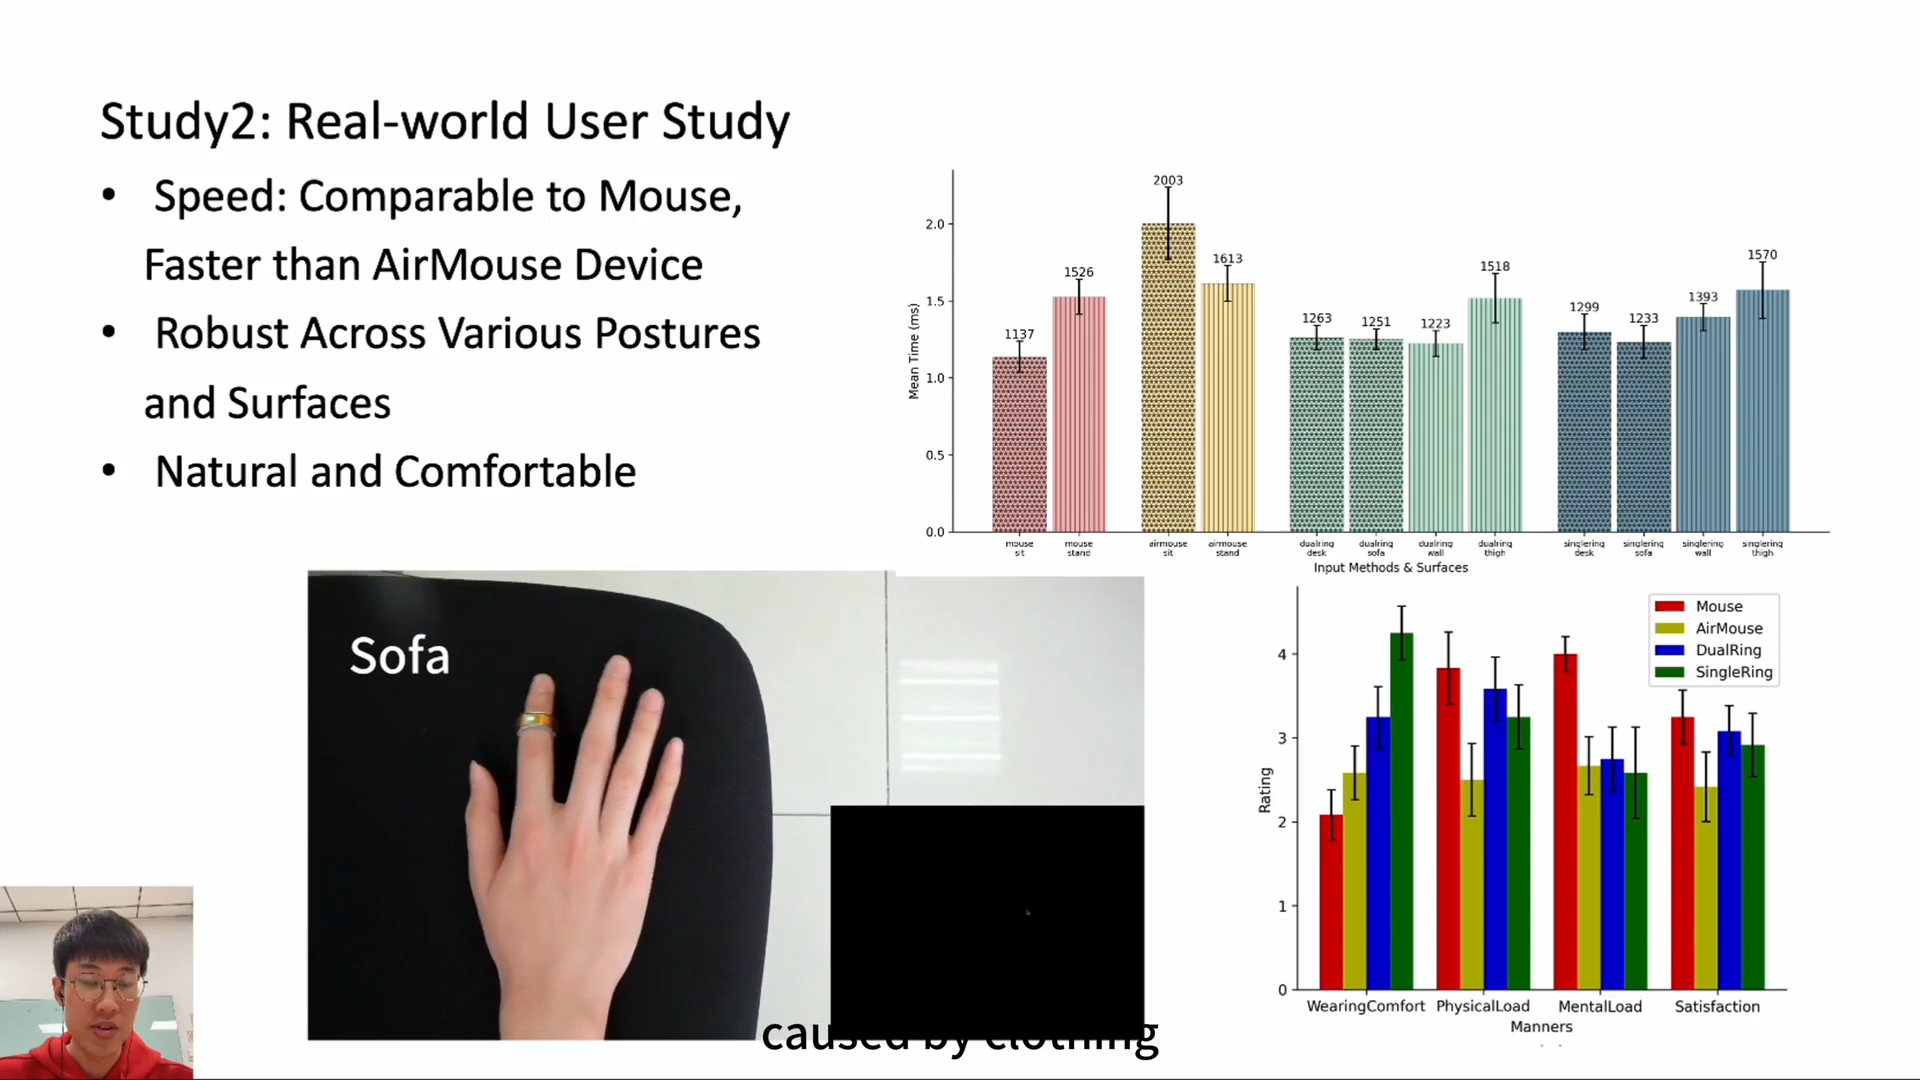 Study2: Real-world User Study
• Speed: Comparable to Mouse,
Faster than AirMouse Device
• Robust Across Various Postures
and Surfaces
• Natural and Comfortable
Mean Time (ms)
2.0
1.5
1.0
0.5
0.0
1137
1526
2003
1613
1263
1251
1223
1518
1299
1233
1393
1570
mouse
sit
mouse
stand
airmouse
sit
airmouse
stand
dualring
desk
dualring
sofa
dualring
wall
dualring
thigh
singlering
desk
singlering
sofa
singlering
wall
singlering
thigh
Input Methods & Surfaces
Sofa
Rating
4
3
2
1
0
Mouse
AirMouse
DualRing
SingleRing
WearingComfort
PhysicalLoad
MentalLoad
Satisfaction
Manners
caused by clothing